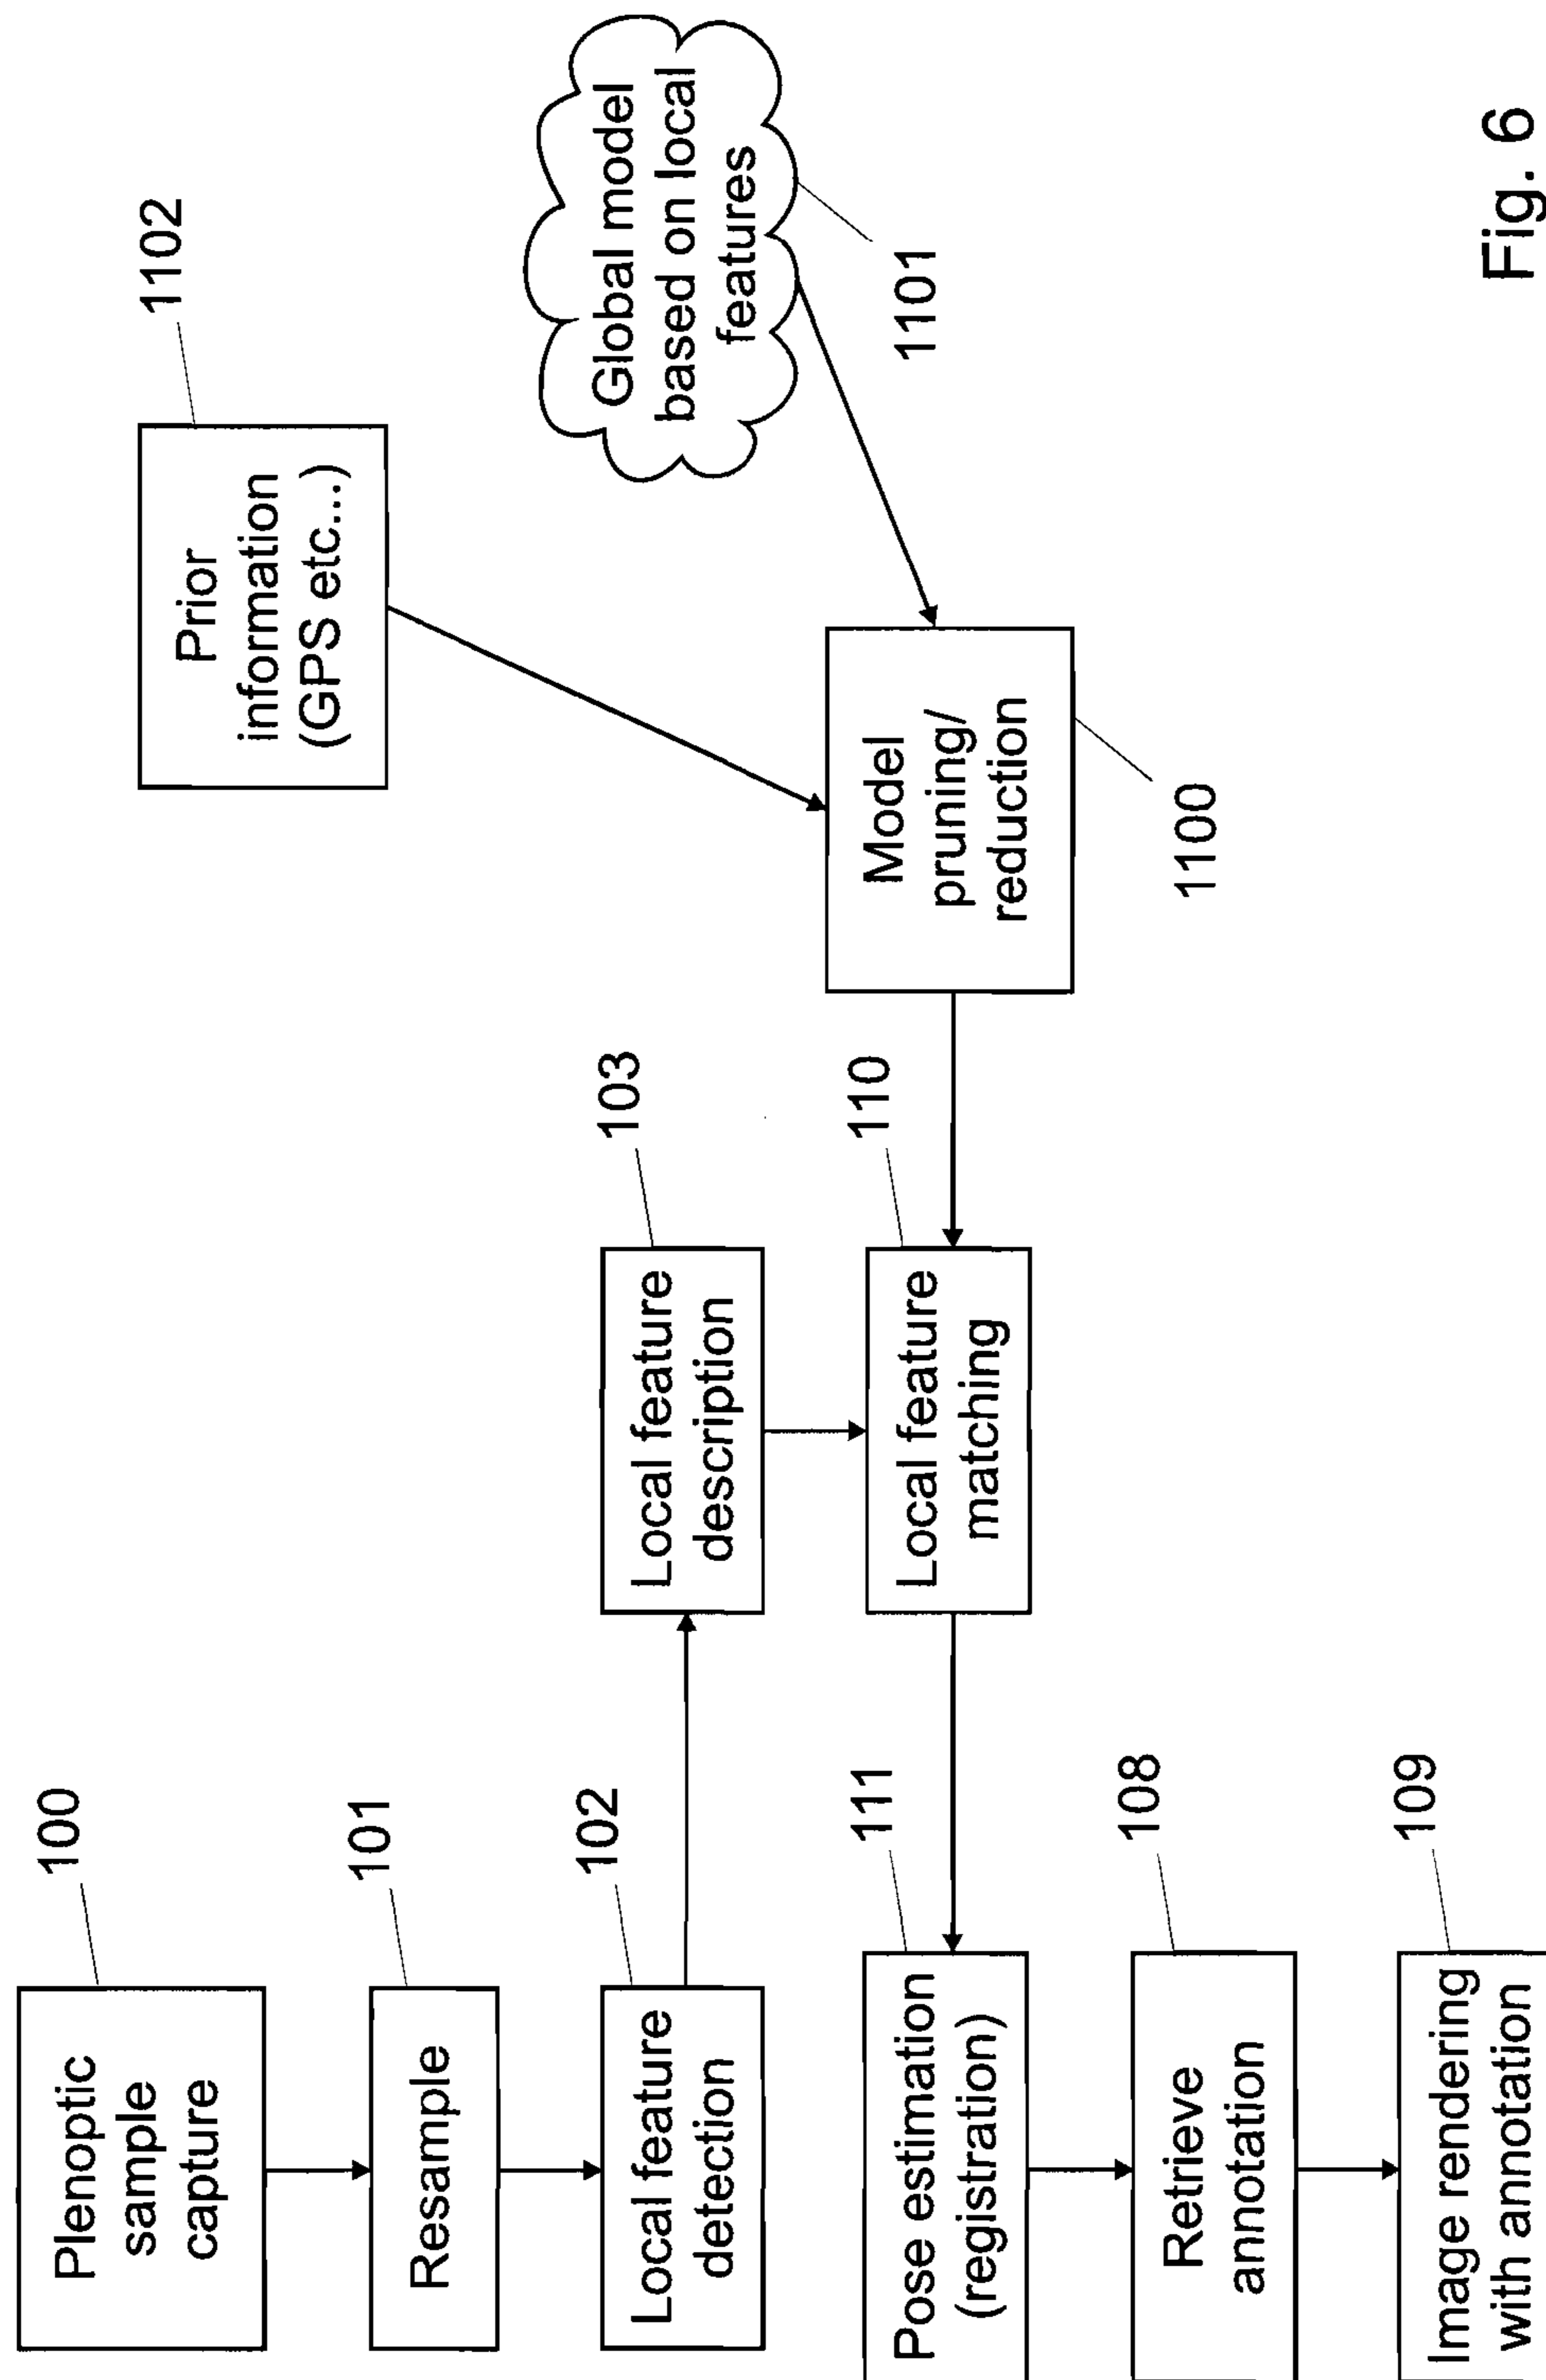 100
Plenoptic
sample
capture
101
Resample
102
Local feature
detection
103
Local feature
description
110
Local feature
matching
1102
Prior
information
(GPS etc...)
Global model
based on local
features
1101
Model
pruning/
reduction
1100
111
Pose estimation
(registration)
108
Retrieve
annotation
109
Image rendering
with annotation
Fig. 6